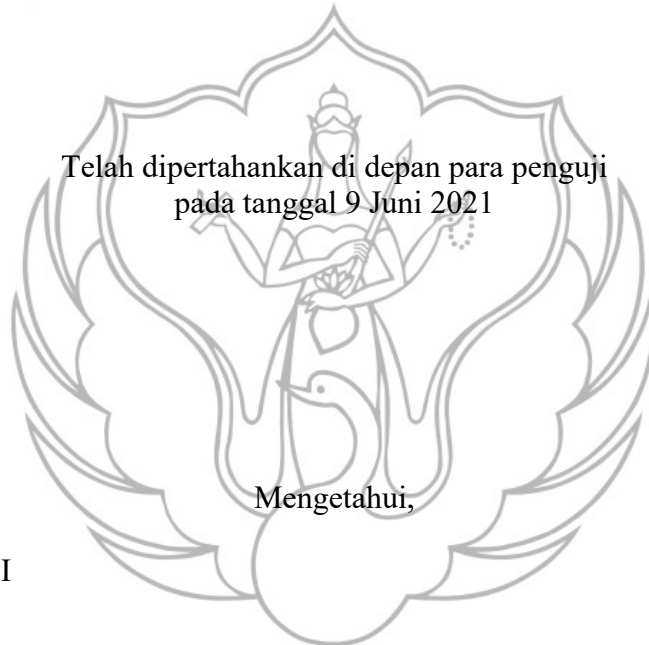 Telah dipertahankan di depan para penguji
pada tanggal 9 Juni 2021
Mengetahui,
I